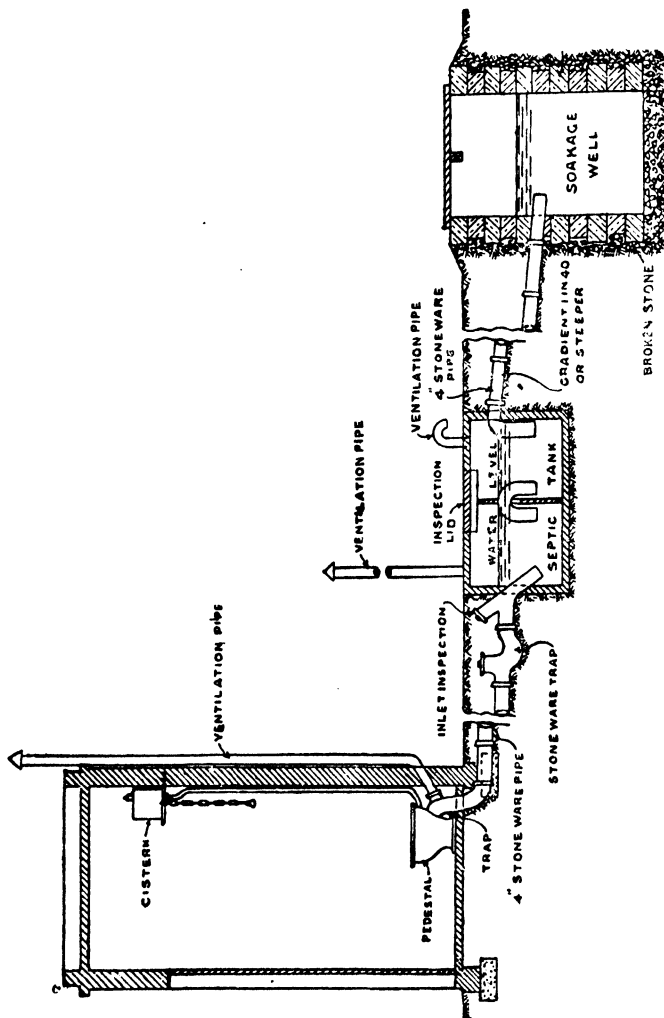 CISTERN
PEDESTAL
TRAP
4" STONE WARE PIPE
VENTILATION PIPE
STONE WARE TRAP
INLET INSPECTION
VENTILATION PIPE
INSPECTION
LID
WATER LEVEL
SEPTIC TANK
VENTILATION PIPE
4" STONEWARE
PIPE
GRADIENT 1 IN 40
OR STEEPER
SOAKAGE
WELL
BROKEN STONE